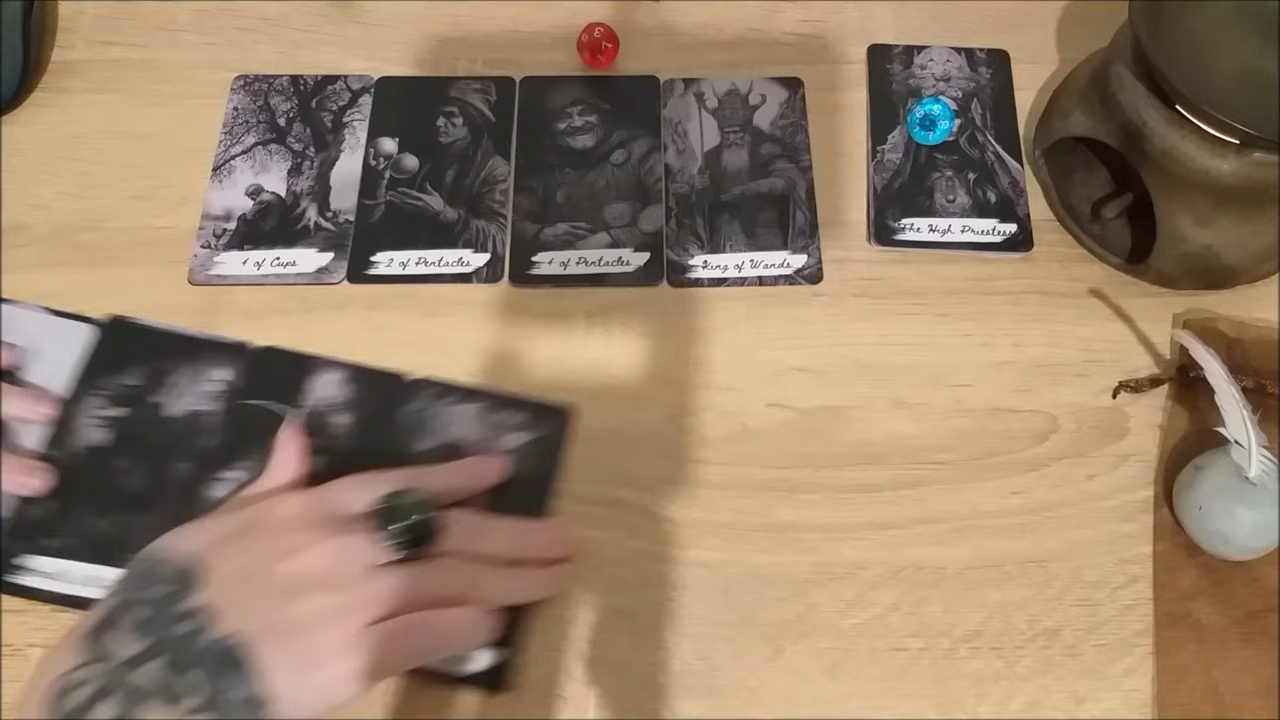 4 of Cups
2 of Pentacles
4 of Pentacles
King of Wands
The High Priestess